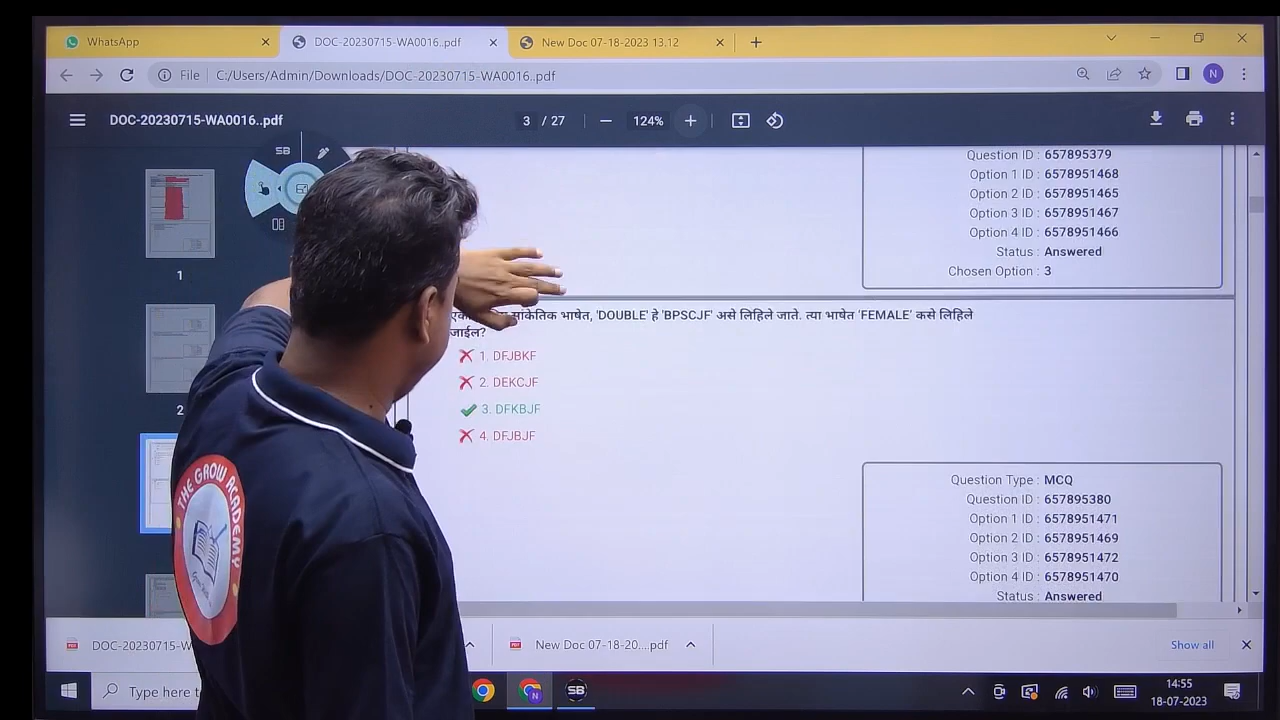 WhatsApp
DOC-20230715-WA0016..pdf
New Doc 07-18-2023 13.12
File
C:/Users/Admin/Downloads/DOC-20230715-WA0016..pdf
N
DOC-20230715-WA0016..pdf
3 / 27
124%
SB
1
2
Question ID : 657895379
Option 1 ID : 6578951468
Option 2 ID : 6578951465
Option 3 ID : 6578951467
Option 4 ID : 6578951466
Status : Answered
Chosen Option : 3
सांकेतिक भाषेत, 'DOUBLE' हे 'BPSCJF' असे लिहिले जाते. त्या भाषेत 'FEMALE' कसे लिहिले
जाईल?
1. DFJBKF
2. DEKCJF
3. DFKBJF
4. DFJBJF
Question Type : MCQ
Question ID : 657895380
Option 1 ID : 6578951471
Option 2 ID : 6578951469
Option 3 ID : 6578951472
Option 4 ID : 6578951470
Status : Answered
THE GROW ACADEMY
DOC-20230715-W
New Doc 07-18-20....pdf
Show all
Type here t
N
SB
14:55
18-07-2023